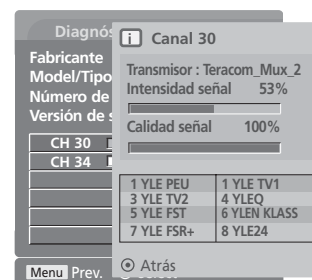 Diagnós
Fabricante
Model/Tipo
Número de
Versión de s
CH 30
CH 34
i Canal 30
Transmisor : Teracom_Mux_2
Intensidad señal 53%
Calidad señal 100%
1 YLE PEU 1 YLE TV1
3 YLE TV2 4 YLEQ
5 YLE FST 6 YLEN KLASS
7 YLE FSR+ 8 YLE24
Atrás
Menu Prev.